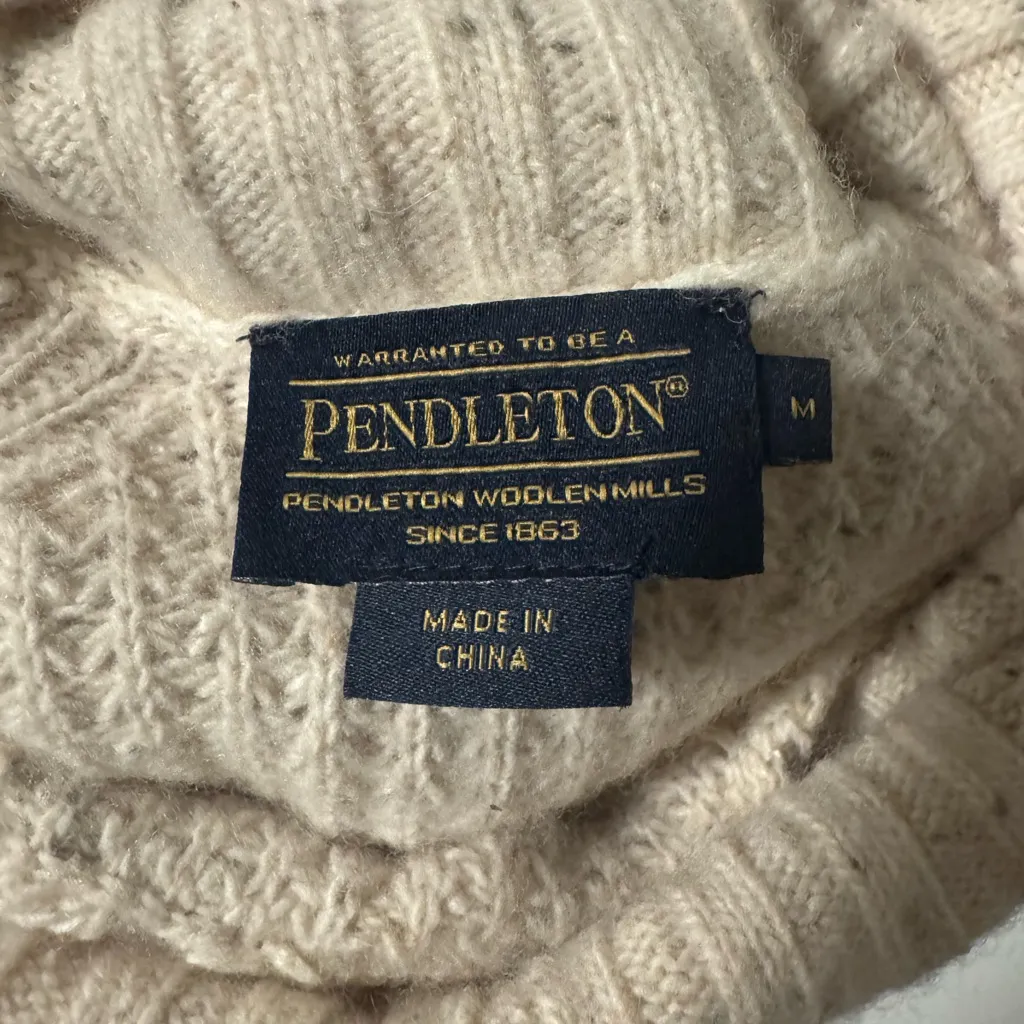 WARRANTED TO BE A
PENDLETON®
M
PENDLETON WOOLEN MILLS
SINCE 1863
MADE IN
CHINA